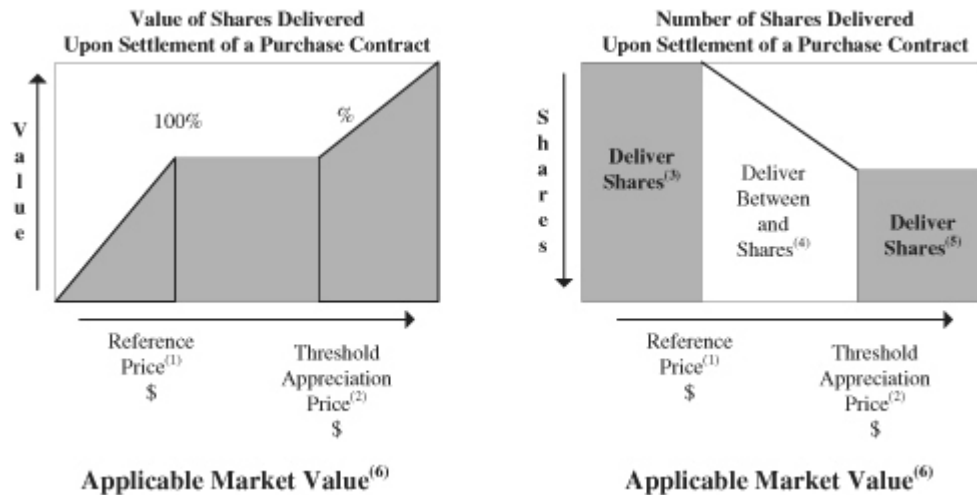 Value of Shares Delivered
Upon Settlement of a Purchase Contract
Value
100%
%
Reference
Price(1)
$
Threshold
Appreciation
Price(2)
$
Applicable Market Value(6)
Number of Shares Delivered
Upon Settlement of a Purchase Contract
Shares
Deliver
Shares(3)
Deliver
Between
and
Shares(4)
Deliver
Shares(5)
Reference
Price(1)
$
Threshold
Appreciation
Price(2)
$
Applicable Market Value(6)